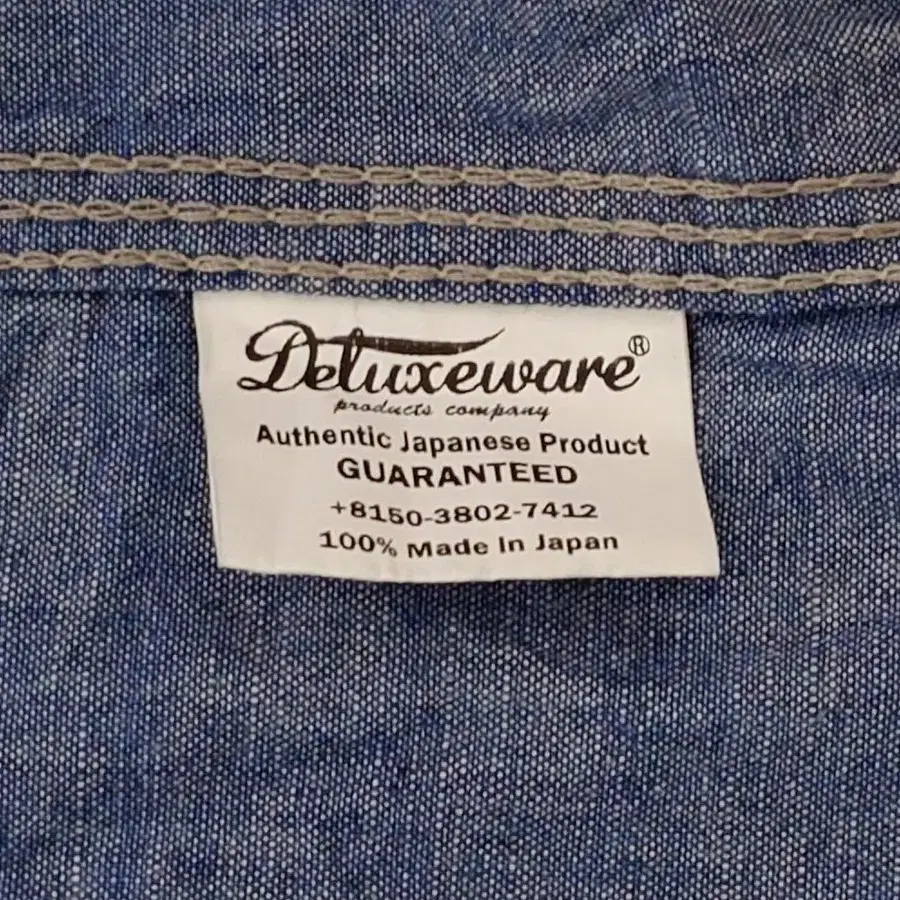 Deluxeware®
products company
Authentic Japanese Product
GUARANTEED
+8150-3802-7412
100% Made In Japan